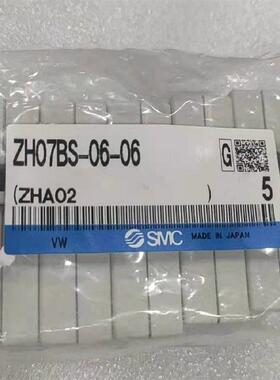 ZH07BS-06-06
G
(ZHA02 )
5
VW
SMC
MADE IN JAPAN